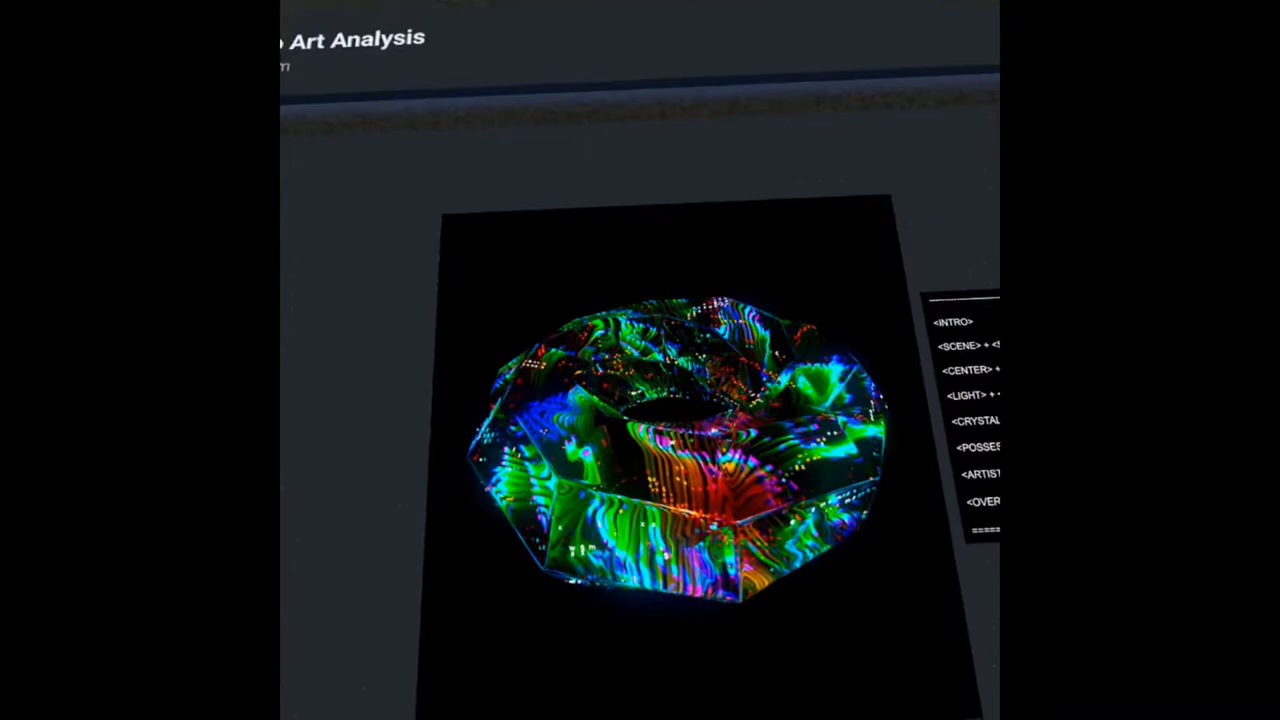 Art Analysis
<INTRO>
<SCENE> + <
<CENTER> +
<LIGHT> +
<CRYSTAL
<POSSES
<ARTIST
<OVER
=====